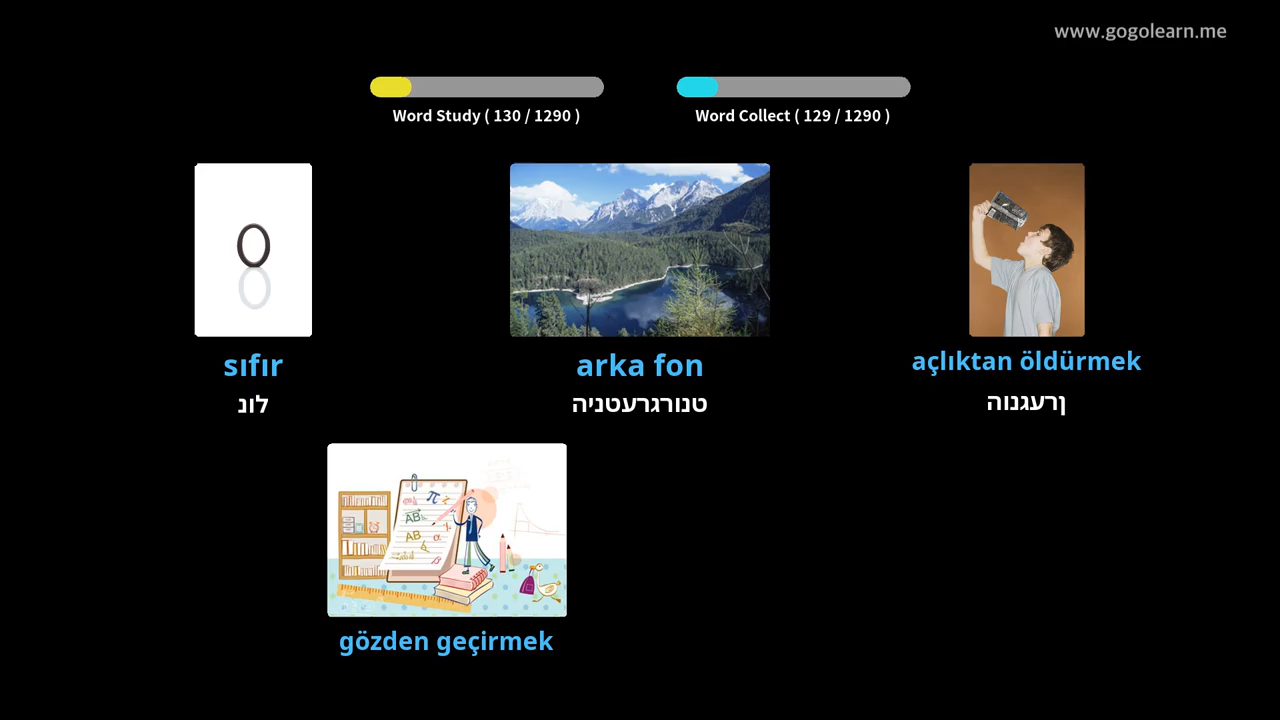 www.gogolearn.me
Word Study ( 130 / 1290 )
Word Collect ( 129 / 1290 )
sıfır
לונ
arka fon
טנורגרעטניה
açlıktan öldürmek
ןרעגנוה
gözden geçirmek